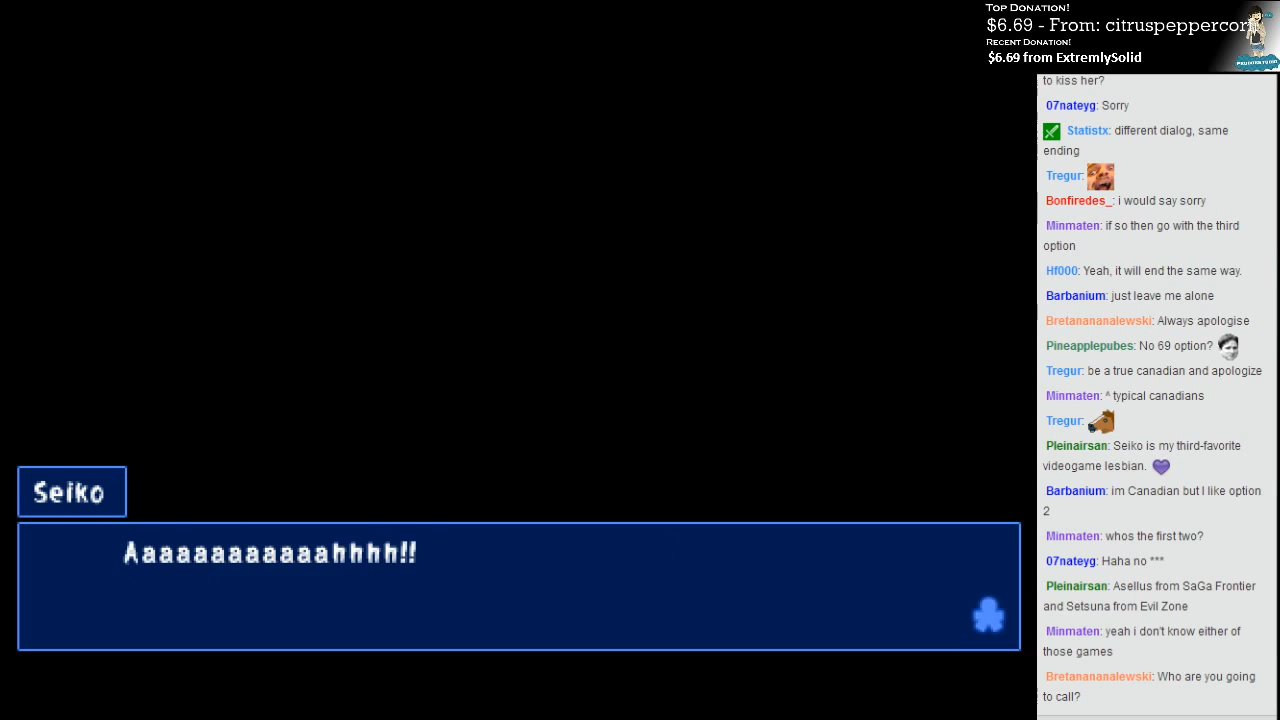 Top Donation!
$6.69 - From: citruspeppercor
Recent Donation!
$6.69 from ExtremlySolid
to kiss her?
07nateyg: Sorry
Statistx: different dialog, same
ending
Tregur:
Bonfiredes_: i would say sorry
Minmaten: if so then go with the third
option
Hf000: Yeah, it will end the same way.
Barbanium: just leave me alone
Bretanananalewski: Always apologise
Pineapplepubes: No 69 option?
Tregur: be a true canadian and apologize
Minmaten: ^ typical canadians
Tregur:
Pleinairsan: Seiko is my third-favorite
videogame lesbian.
Barbanium: im Canadian but I like option
2
Minmaten: whos the first two?
07nateyg: Haha no ***
Pleinairsan: Asellus from SaGa Frontier
and Setsuna from Evil Zone
Minmaten: yeah i don't know either of
those games
Bretanananalewski: Who are you going
to call?
Seiko
Aaaaaaaaaaaahhhh!!